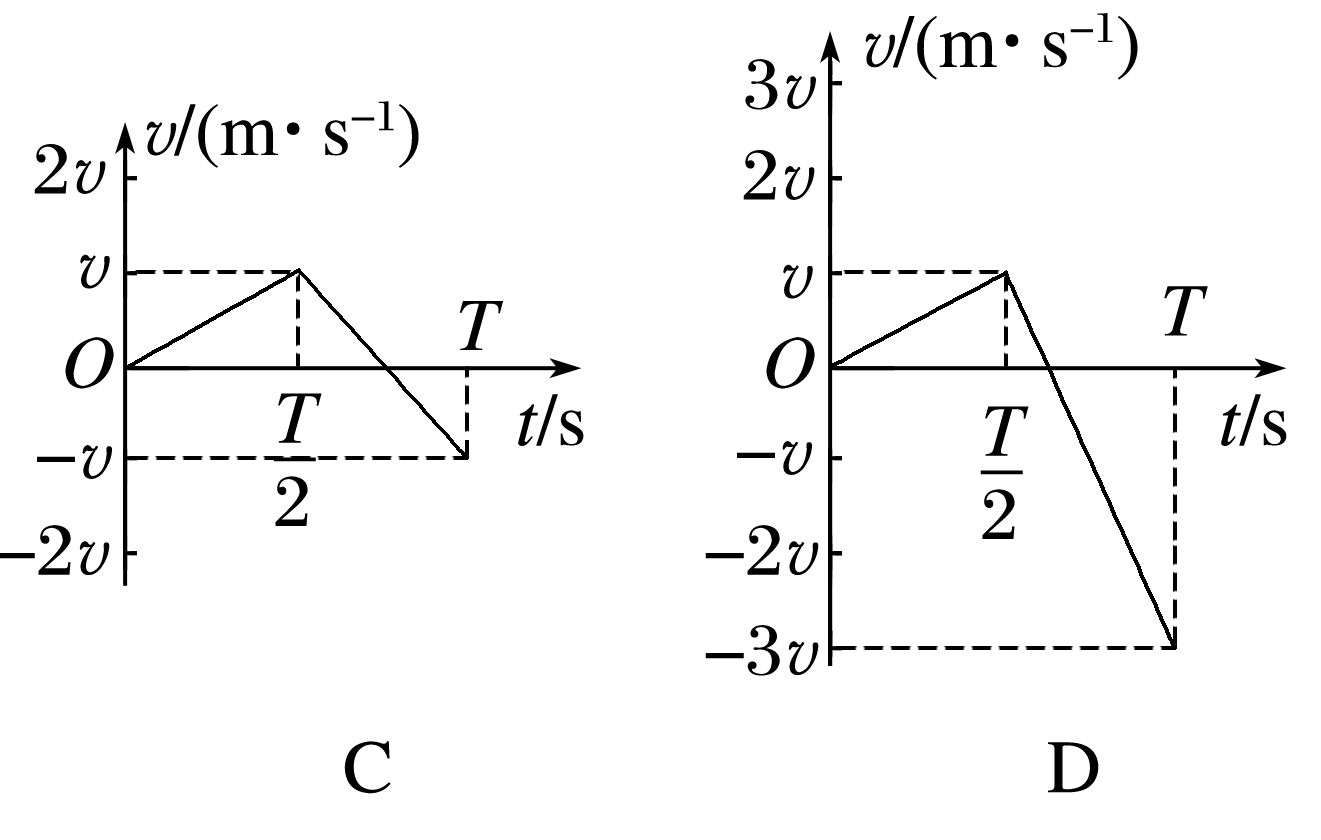 v/(m· s⁻¹)
2v
v
O
T
T/2
t/s
−v
−2v
C
v/(m· s⁻¹)
3v
2v
v
O
T
T/2
t/s
−v
−2v
−3v
D